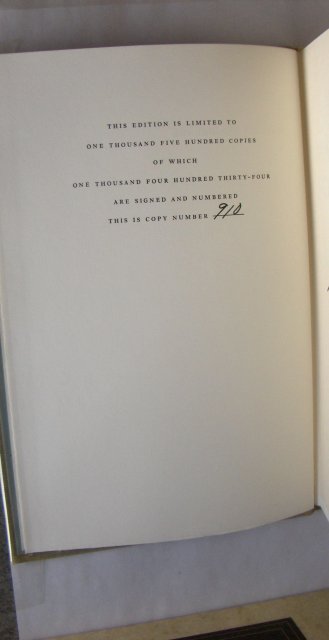 THIS EDITION IS LIMITED TO
ONE THOUSAND FIVE HUNDRED COPIES
OF WHICH
ONE THOUSAND FOUR HUNDRED THIRTY-FOUR
ARE SIGNED AND NUMBERED
THIS IS COPY NUMBER 910